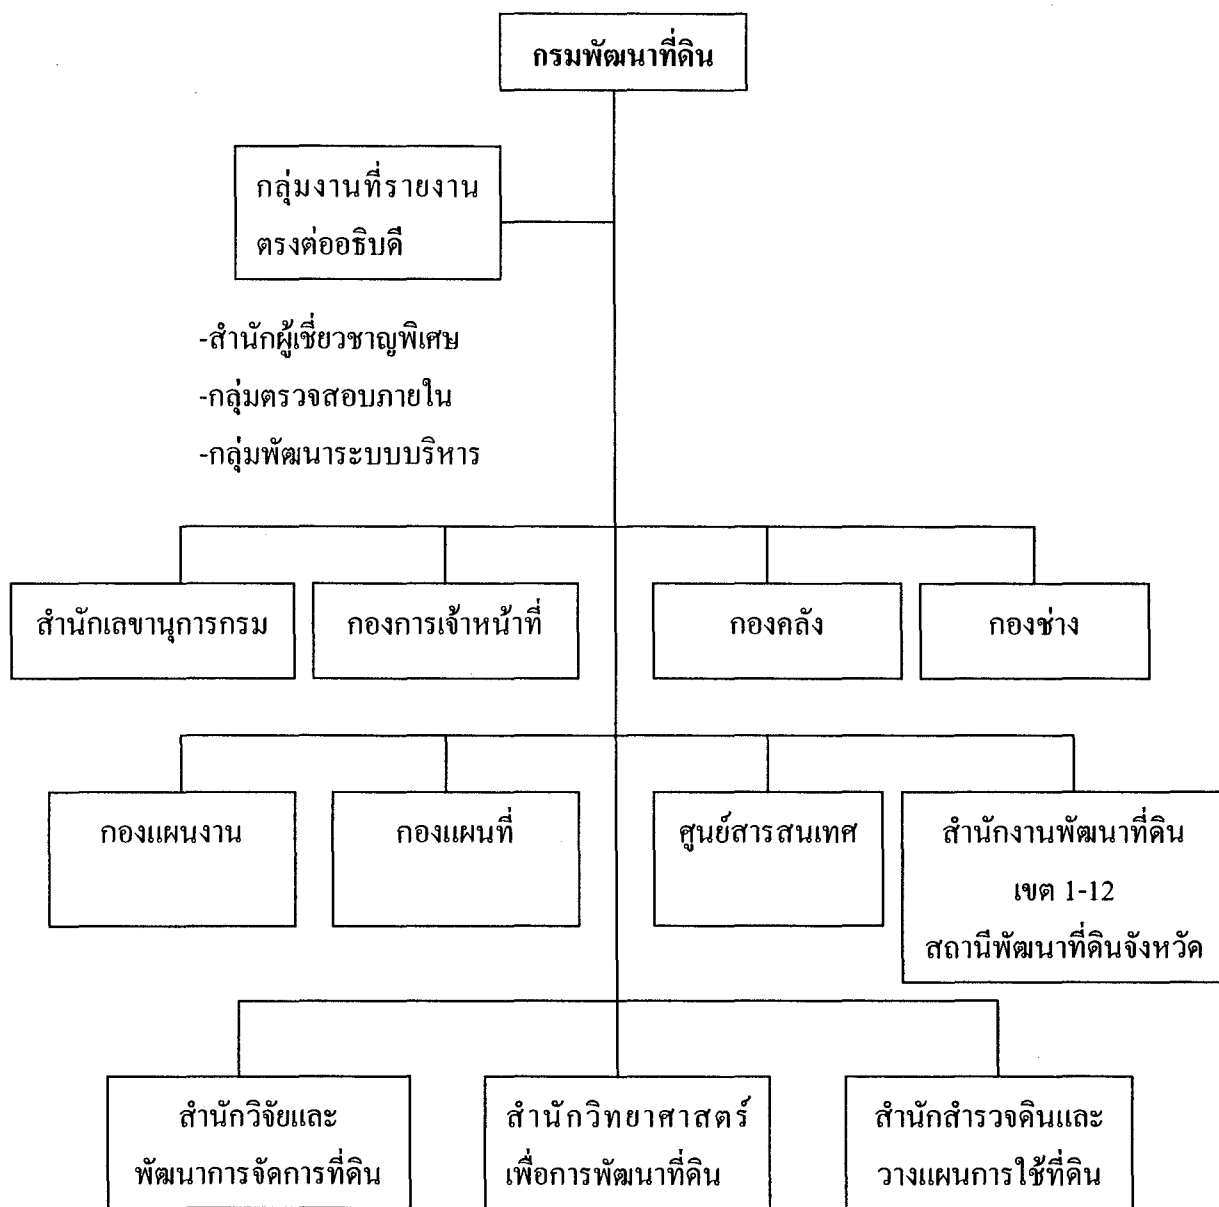 กรมพัฒนาที่ดิน
กลุ่มงานที่รายงาน
ตรงต่ออธิบดี
-สำนักผู้เชี่ยวชาญพิเศษ
-กลุ่มตรวจสอบภายใน
-กลุ่มพัฒนาระบบบริหาร
สำนักเลขานุการกรม
กองการเจ้าหน้าที่
กองคลัง
กองช่าง
กองแผนงาน
กองแผนที่
ศูนย์สารสนเทศ
สำนักงานพัฒนาที่ดิน
เขต 1-12
สถานีพัฒนาที่ดินจังหวัด
สำนักวิจัยและ
พัฒนาการจัดการที่ดิน
สำนักวิทยาศาสตร์
เพื่อการพัฒนาที่ดิน
สำนักสำรวจดินและ
วางแผนการใช้ที่ดิน